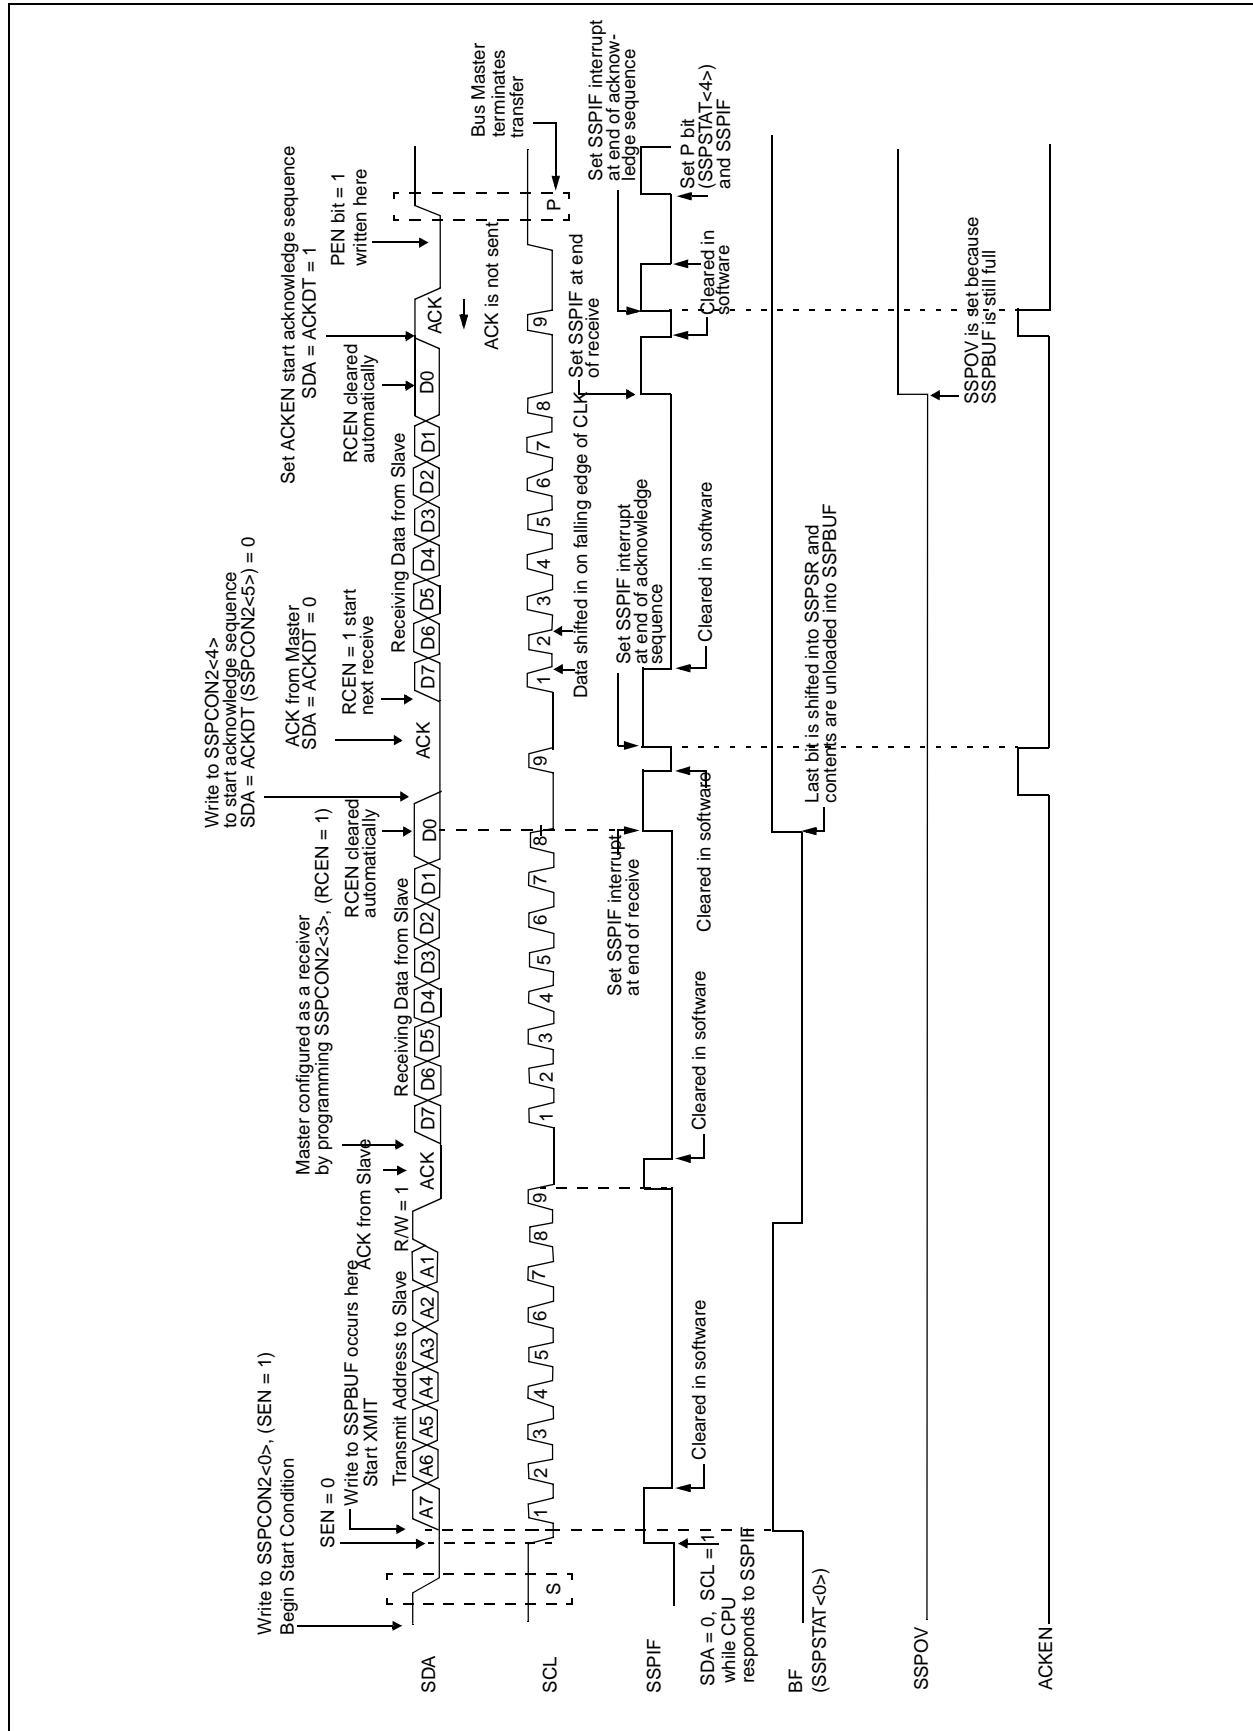 Write to SSPCON2<0>, (SEN = 1)
Begin Start Condition
SEN = 0
Write to SSPBUF occurs here
Start XMIT
Transmit Address to Slave
R/W = 1
ACK from Slave
Master configured as a receiver
by programming SSPCON2<3>, (RCEN = 1)
Receiving Data from Slave
RCEN cleared
automatically
Write to SSPCON2<4>
to start acknowledge sequence
SDA = ACKDT (SSPCON2<5>) = 0
ACK from Master
SDA = ACKDT = 0
RCEN = 1 start
next receive
Receiving Data from Slave
RCEN cleared
automatically
Set ACKEN start acknowledge sequence
SDA = ACKDT = 1
PEN bit = 1
written here
SDA
A7 A6 A5 A4 A3 A2 A1
ACK
D7 D6 D5 D4 D3 D2 D1 D0
ACK
D7 D6 D5 D4 D3 D2 D1 D0
ACK
ACK is not sent
Bus Master
terminates
transfer
SCL
S
1 2 3 4 5 6 7 8 9
1 2 3 4 5 6 7 8
9
1 2 3 4 5 6 7 8
9
P
Data shifted in on falling edge of CLK
Set SSPIF at end
of receive
Set SSPIF interrupt
at end of acknow-
ledge sequence
Set SSPIF interrupt
at end of receive
Set SSPIF interrupt
at end of acknowledge
sequence
SSPIF
SDA = 0, SCL = 1
while CPU
responds to SSPIF
Cleared in software
Cleared in software
Cleared in software
Cleared in software
Cleared in
software
Set P bit
(SSPSTAT<4>)
and SSPIF
BF
(SSPSTAT<0>)
Last bit is shifted into SSPSR and
contents are unloaded into SSPBUF
SSPOV
SSPOV is set because
SSPBUF is still full
ACKEN